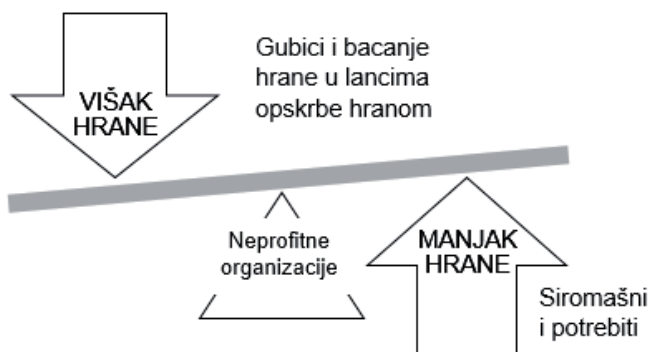 VIŠAK
HRANE
Gubici i bacanje
hrane u lancima
opskrbe hranom
Neprofitne
organizacije
MANJAK
HRANE
Siromašni
i potrebiti